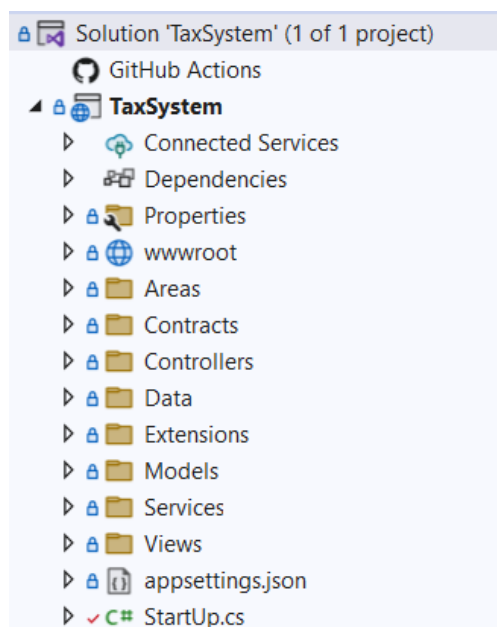 Solution 'TaxSystem' (1 of 1 project)
GitHub Actions
TaxSystem
Connected Services
Dependencies
Properties
wwwroot
Areas
Contracts
Controllers
Data
Extensions
Models
Services
Views
appsettings.json
C# StartUp.cs